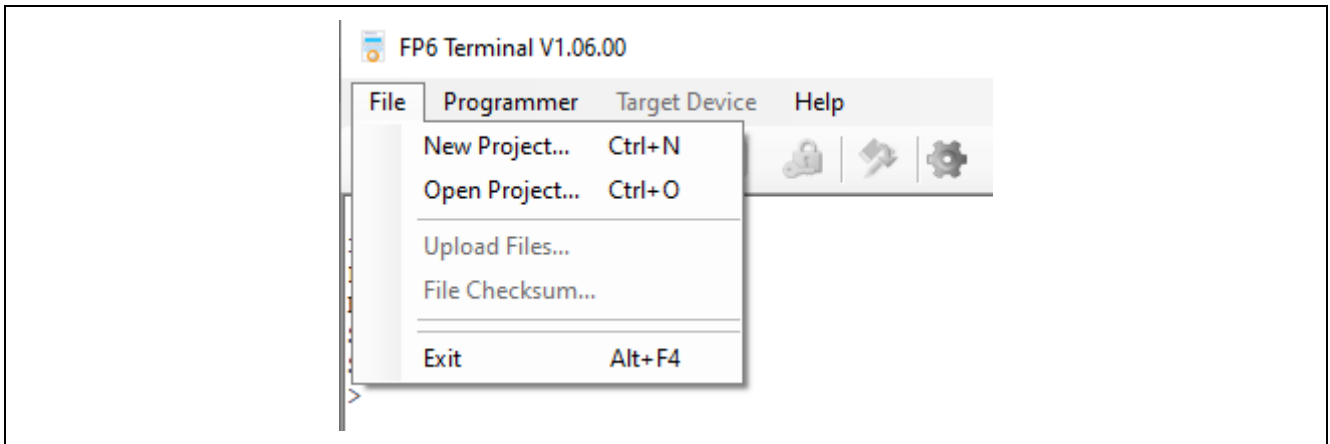 FP6 Terminal V1.06.00
File Programmer Target Device Help
New Project... Ctrl+N
Open Project... Ctrl+O
Upload Files...
File Checksum...
Exit Alt+F4
>